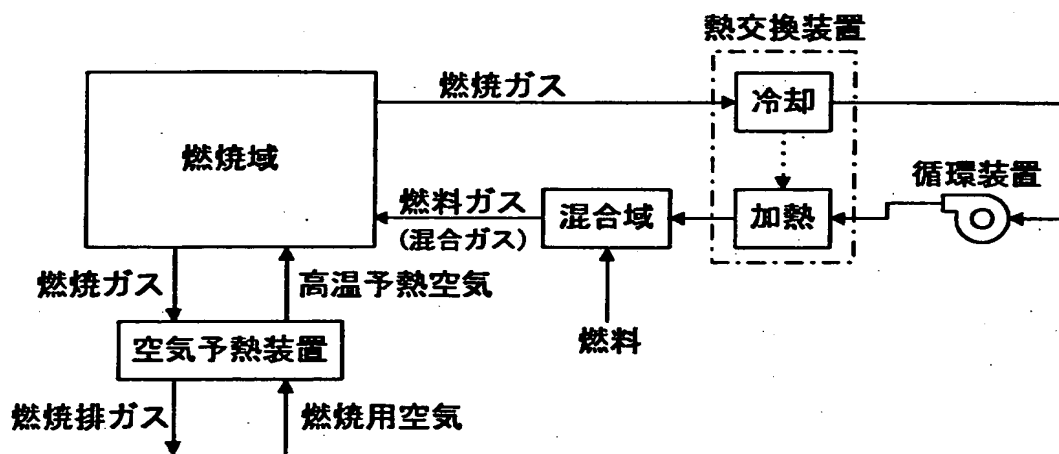 熱交換装置
燃焼ガス
冷却
燃焼域
循環装置
燃料ガス
(混合ガス)
混合域
加熱
燃焼ガス
高温予熱空気
燃料
空気予熱装置
燃焼排ガス
燃焼用空気